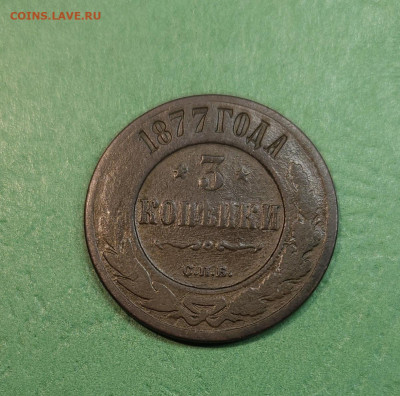 COINS.LAVE.RU
1877 ГОДА
3
КОПѢЙКИ
С.П.Б.